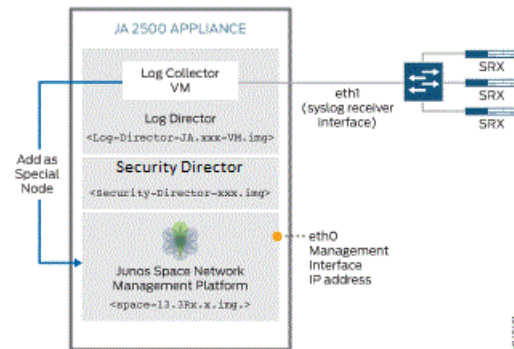 JA 2500 APPLIANCE
Log Collector
VM
Log Director
<Log-Director-JA.xxx-VM.img>
Security Director
<Security-Director-xxx.img>
Junos Space Network
Management Platform
<space-13.3Rx.x.img.>
Add as
Special
Node
eth1
(syslog receiver
interface)
SRX
SRX
SRX
eth0
Management
Interface
IP address